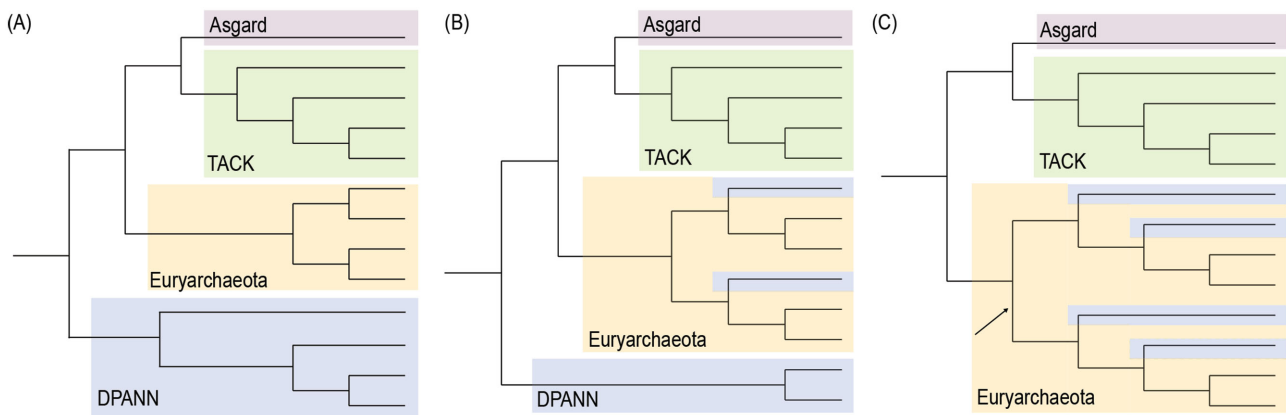 (A)
Asgard
TACK
Euryarchaeota
DPANN
(B)
Asgard
TACK
Euryarchaeota
DPANN
(C)
Asgard
TACK
Euryarchaeota